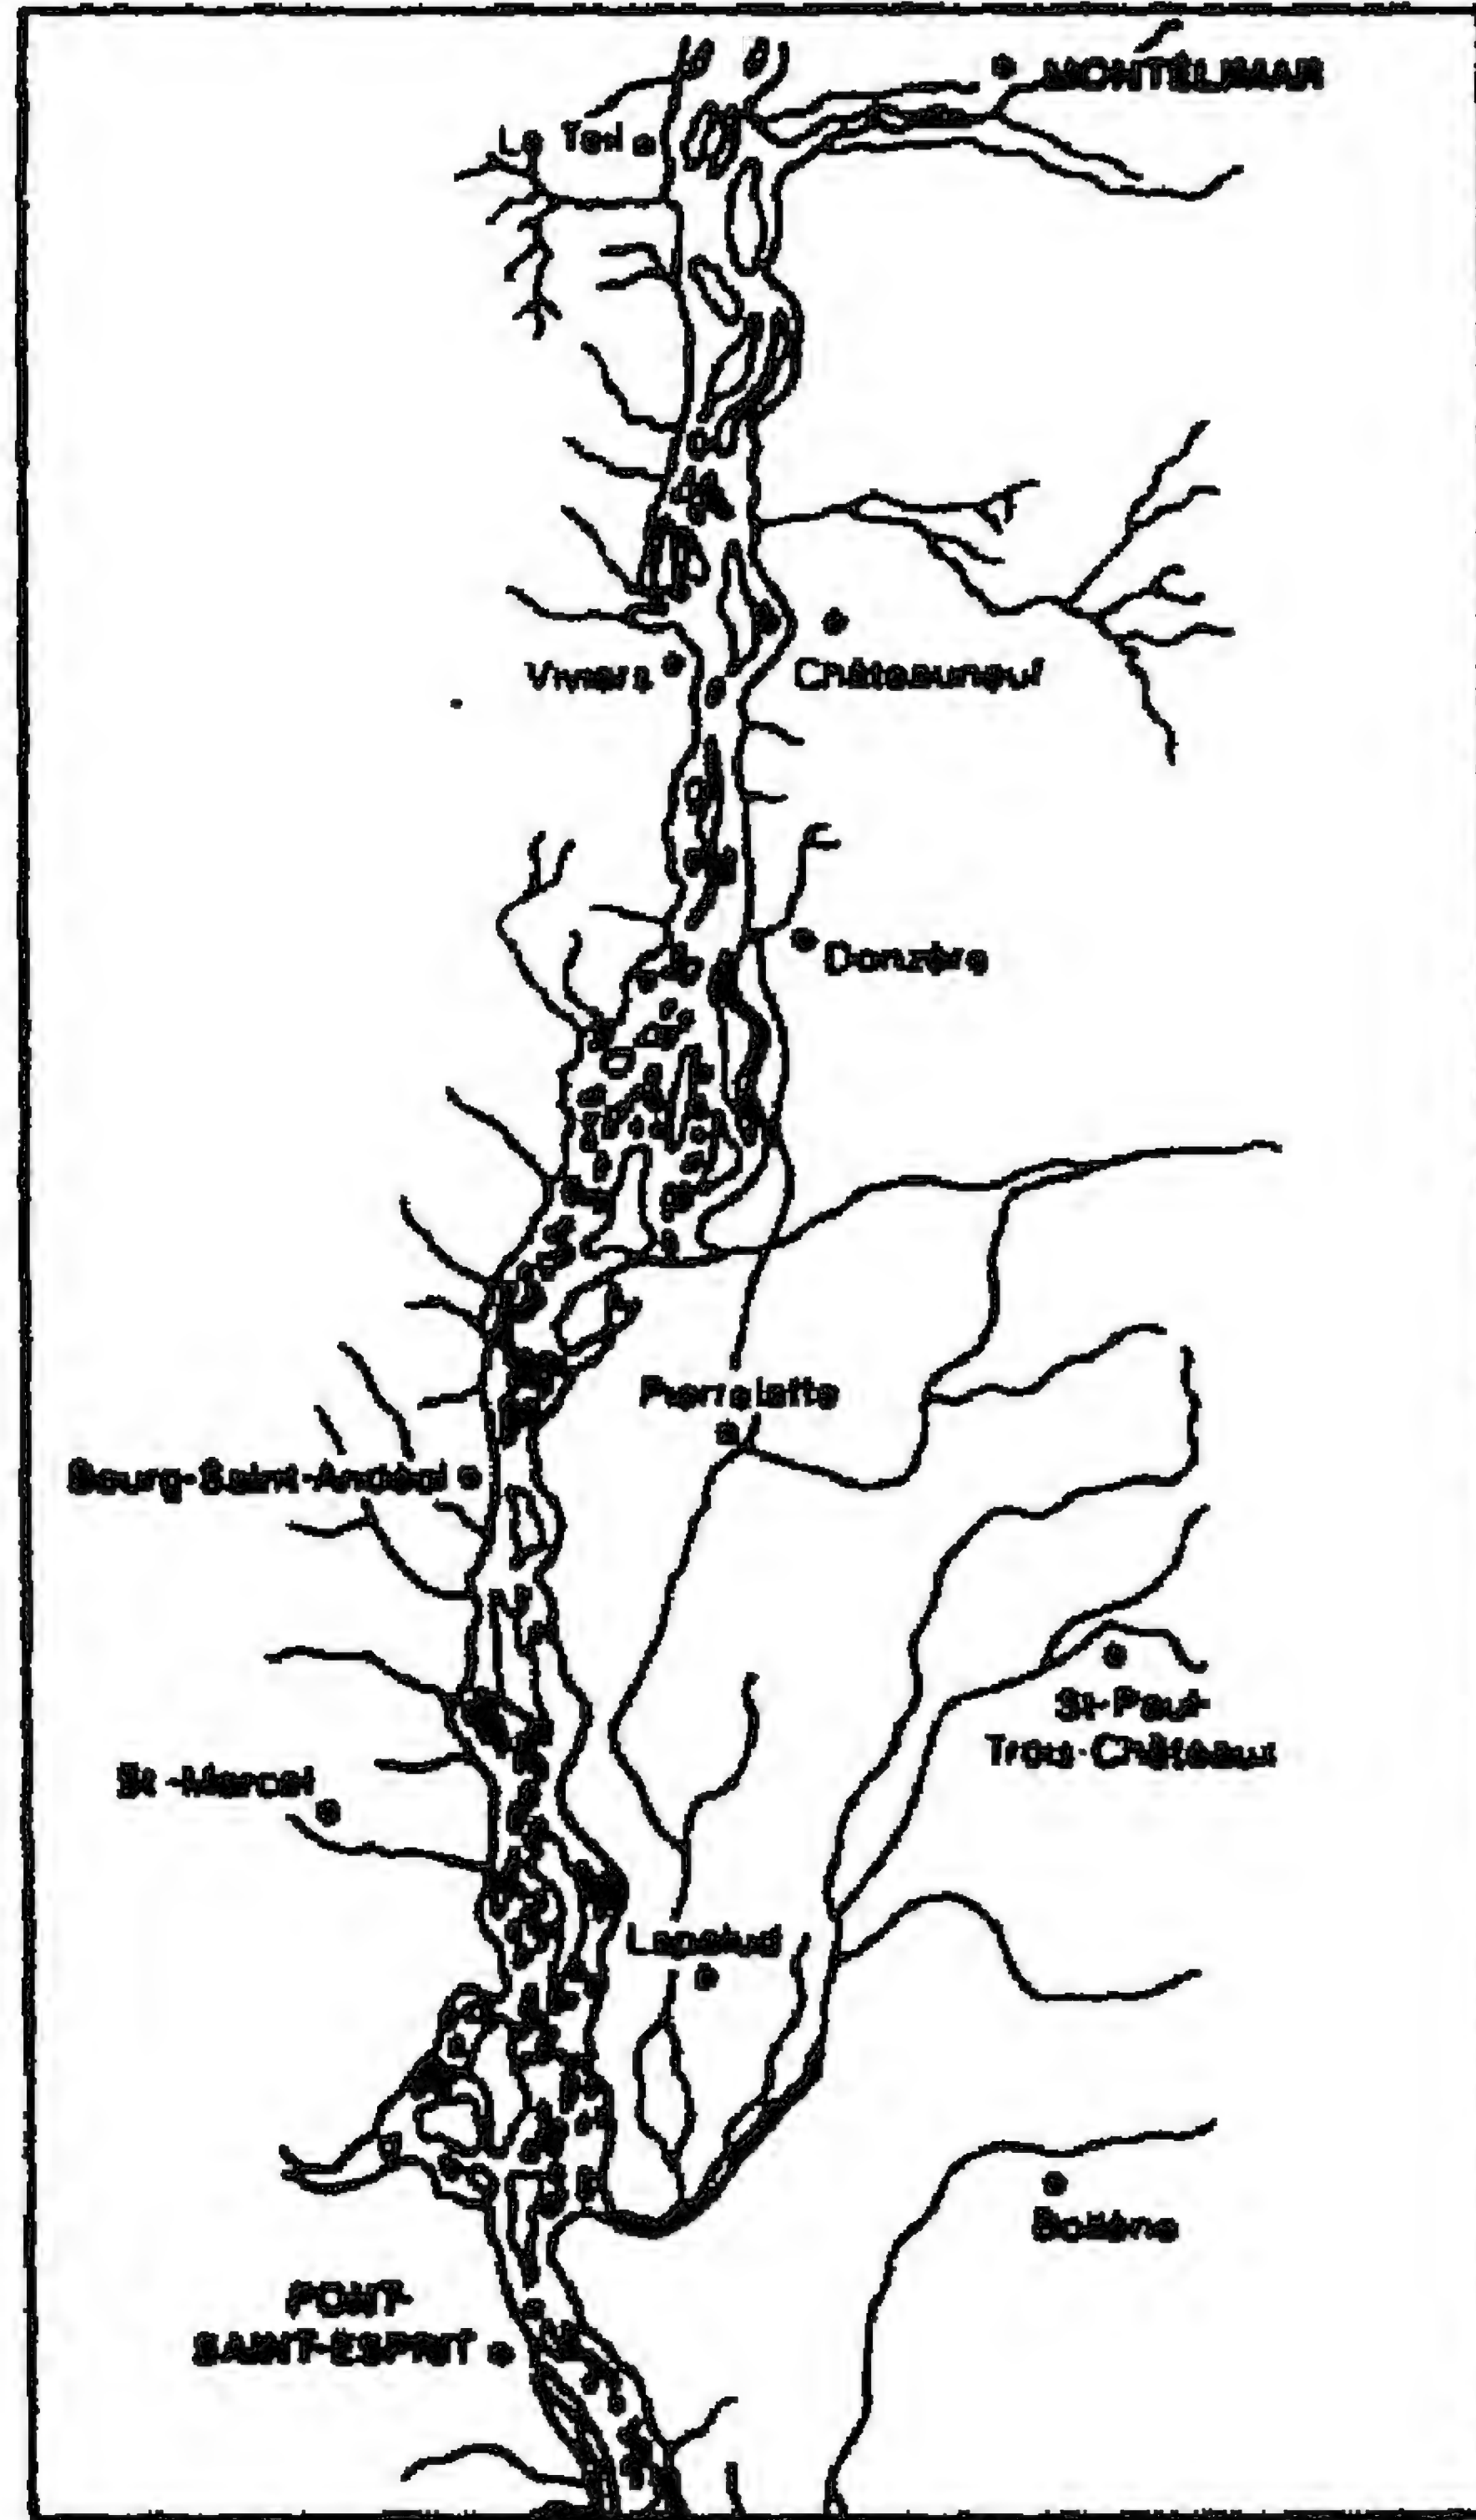 MONTÉLIMAR
Le Teil
Viviers
Châteauneuf
Donzère
Pierrelatte
Bourg-Saint-Andéol
St-Paul-
Trois-Châteaux
St-Marcel
Lapalud
Bollène
PONT-
SAINT-ESPRIT